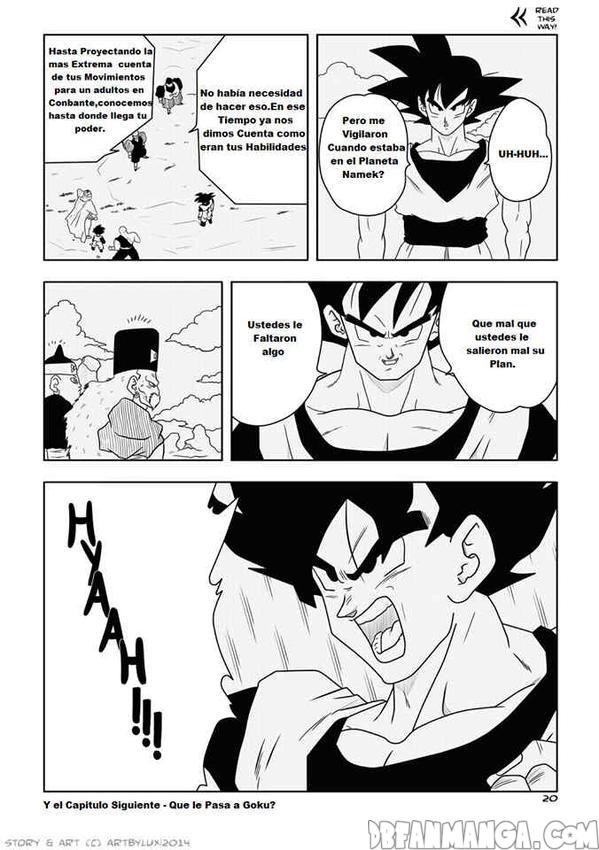 READ
THIS
WAY!
UH-HUH...
Pero me
Vigilaron
Cuando estaba
en el Planeta
Namek?
No había necesidad
de hacer eso.En ese
Tiempo ya nos
dimos Cuenta como
eran tus Habilidades
Hasta Proyectando la
mas Extrema cuenta
de tus Movimientos
para un adultos en
Conbante,conocemos
hasta donde llega tu
poder.
Que mal que
ustedes le
salieron mal su
Plan.
Ustedes le
Faltaron
algo
HYAAH!!!
20
Y el Capitulo Siguiente - Que le Pasa a Goku?
STORY & ART (C) ARTBYLUX!2014
DBFANMANGA.COM